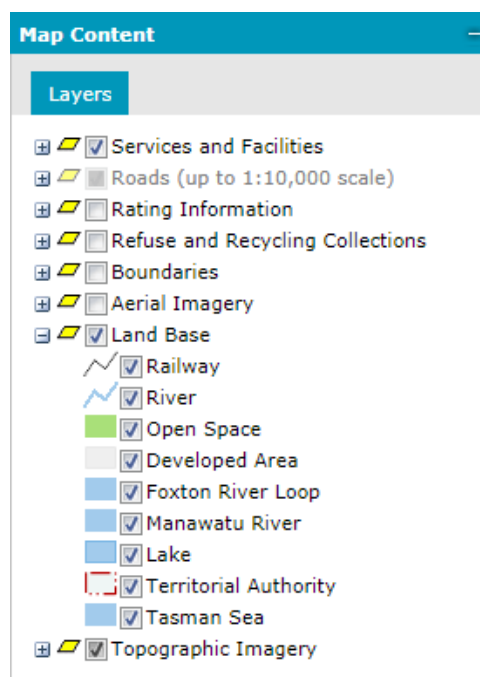 Map Content
Layers
Services and Facilities
Roads (up to 1:10,000 scale)
Rating Information
Refuse and Recycling Collections
Boundaries
Aerial Imagery
Land Base
Railway
River
Open Space
Developed Area
Foxton River Loop
Manawatu River
Lake
Territorial Authority
Tasman Sea
Topographic Imagery